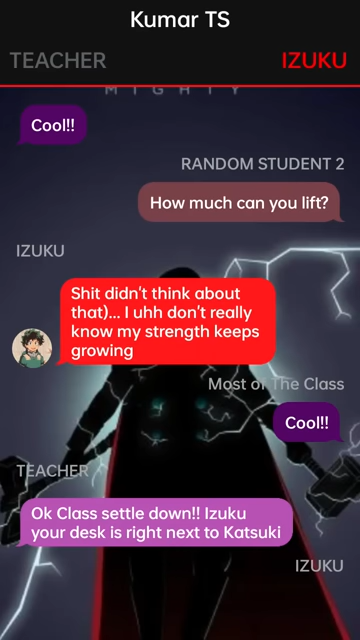 Kumar TS
TEACHER
IZUKU
MIGHTY
Cool!!
RANDOM STUDENT 2
How much can you lift?
IZUKU
Shit didn't think about
that)... I uhh don't really
know my strength keeps
growing
Most of The Class
Cool!!
TEACHER
Ok Class settle down!! Izuku
your desk is right next to Katsuki
IZUKU